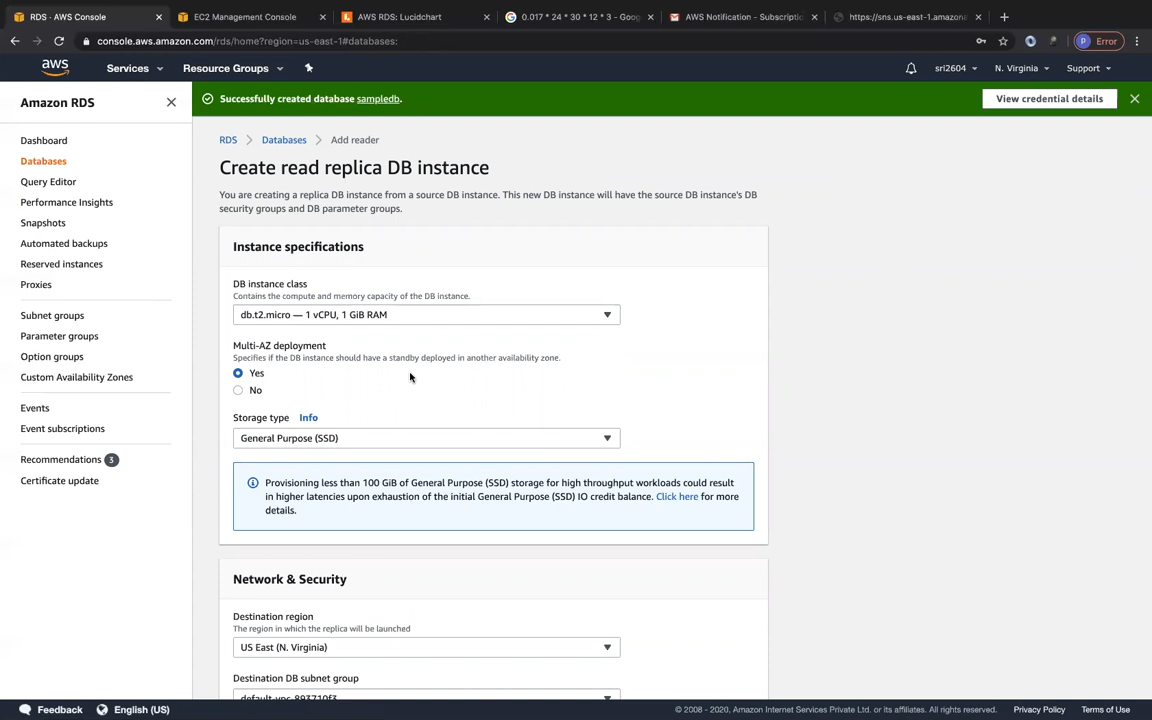 RDS · AWS Console
EC2 Management Console
AWS RDS: Lucidchart
0.017 * 24 * 30 * 12 * 3 - Goog
AWS Notification - Subscriptio
https://sns.us-east-1.amazona
console.aws.amazon.com/rds/home?region=us-east-1#databases:
P Error
aws Services Resource Groups sri2604 N. Virginia Support
Amazon RDS
Dashboard
Databases
Query Editor
Performance Insights
Snapshots
Automated backups
Reserved instances
Proxies
Subnet groups
Parameter groups
Option groups
Custom Availability Zones
Events
Event subscriptions
Recommendations 3
Certificate update
Successfully created database sampledb.
View credential details
RDS > Databases > Add reader
Create read replica DB instance
You are creating a replica DB instance from a source DB instance. This new DB instance will have the source DB instance's DB
security groups and DB parameter groups.
Instance specifications
DB instance class
Contains the compute and memory capacity of the DB instance.
db.t2.micro — 1 vCPU, 1 GiB RAM
Multi-AZ deployment
Specifies if the DB instance should have a standby deployed in another availability zone.
Yes
No
Storage type Info
General Purpose (SSD)
Provisioning less than 100 GiB of General Purpose (SSD) storage for high throughput workloads could result
in higher latencies upon exhaustion of the initial General Purpose (SSD) IO credit balance. Click here for more
details.
Network & Security
Destination region
The region in which the replica will be launched
US East (N. Virginia)
Destination DB subnet group
default-vpc-893710f3
Feedback English (US)
© 2008 - 2020, Amazon Internet Services Private Ltd. or its affiliates. All rights reserved. Privacy Policy Terms of Use